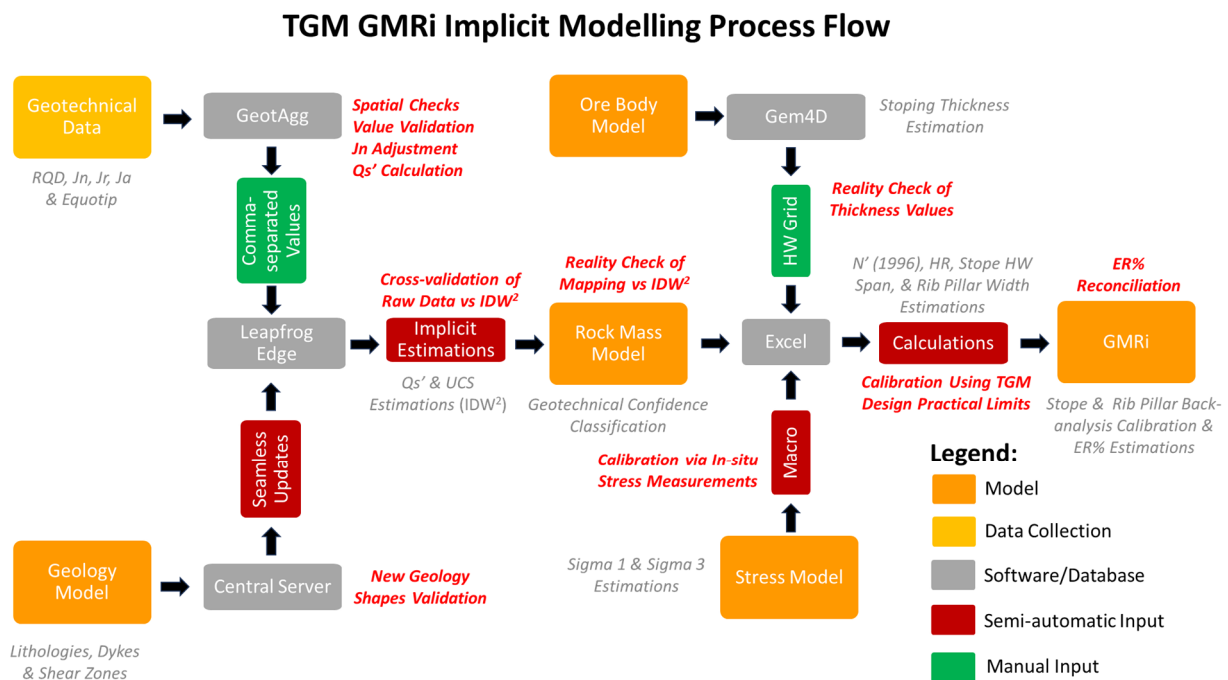 TGM GMRi Implicit Modelling Process Flow
Geotechnical
Data
RQD, Jn, Jr, Ja
& Equotip
GeotAgg
Spatial Checks
Value Validation
Jn Adjustment
Qs’ Calculation
Comma-
separated
Values
Leapfrog
Edge
Seamless
Updates
Central Server
New Geology
Shapes Validation
Geology
Model
Lithologies, Dykes
& Shear Zones
Cross-validation of
Raw Data vs IDW²
Implicit
Estimations
Qs’ & UCS
Estimations (IDW²)
Reality Check of
Mapping vs IDW²
Rock Mass
Model
Geotechnical Confidence
Classification
Ore Body
Model
Gem4D
Stoping Thickness
Estimation
HW Grid
Reality Check of
Thickness Values
Excel
Macro
Calibration via In-situ
Stress Measurements
Stress Model
Sigma 1 & Sigma 3
Estimations
N’ (1996), HR, Stope HW
Span, & Rib Pillar Width
Estimations
Calculations
Calibration Using TGM
Design Practical Limits
ER%
Reconciliation
GMRi
Stope & Rib Pillar Back-
analysis Calibration &
ER% Estimations
Legend:
Model
Data Collection
Software/Database
Semi-automatic Input
Manual Input